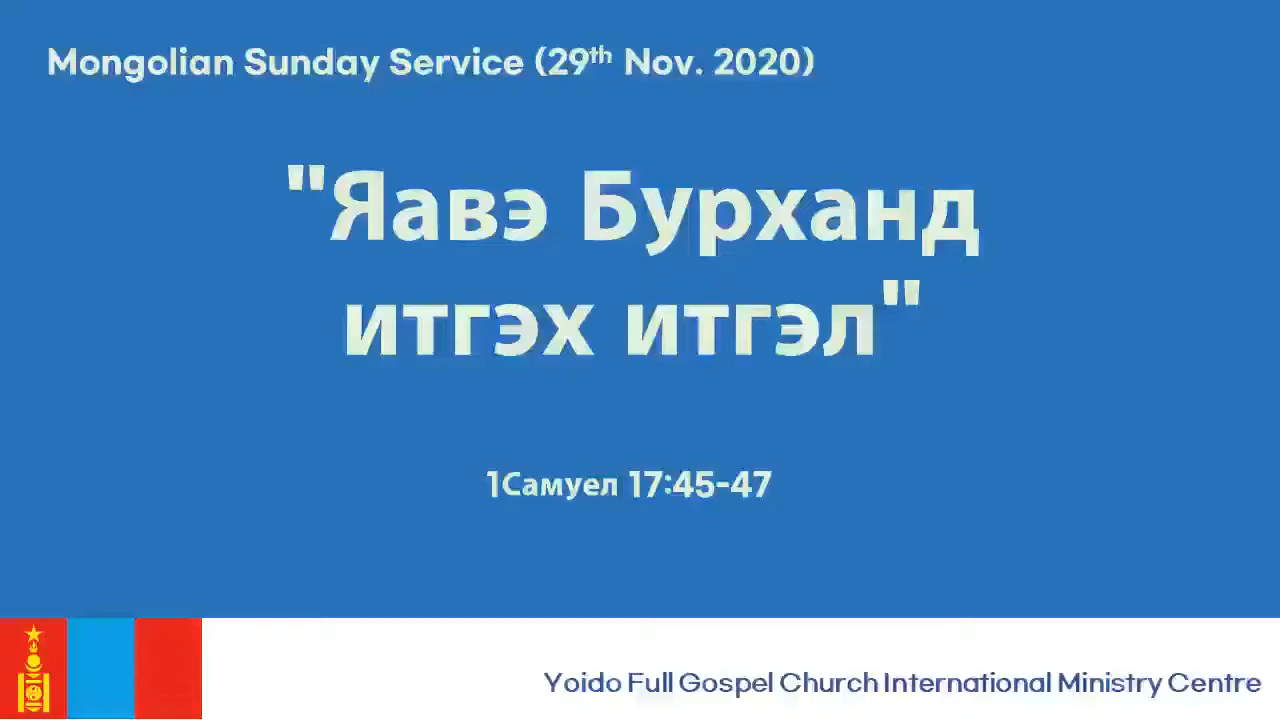 Mongolian Sunday Service (29th Nov. 2020)
"Яавэ Бурханд
итгэх итгэл"
1Самуел 17:45-47
Yoido Full Gospel Church International Ministry Centre